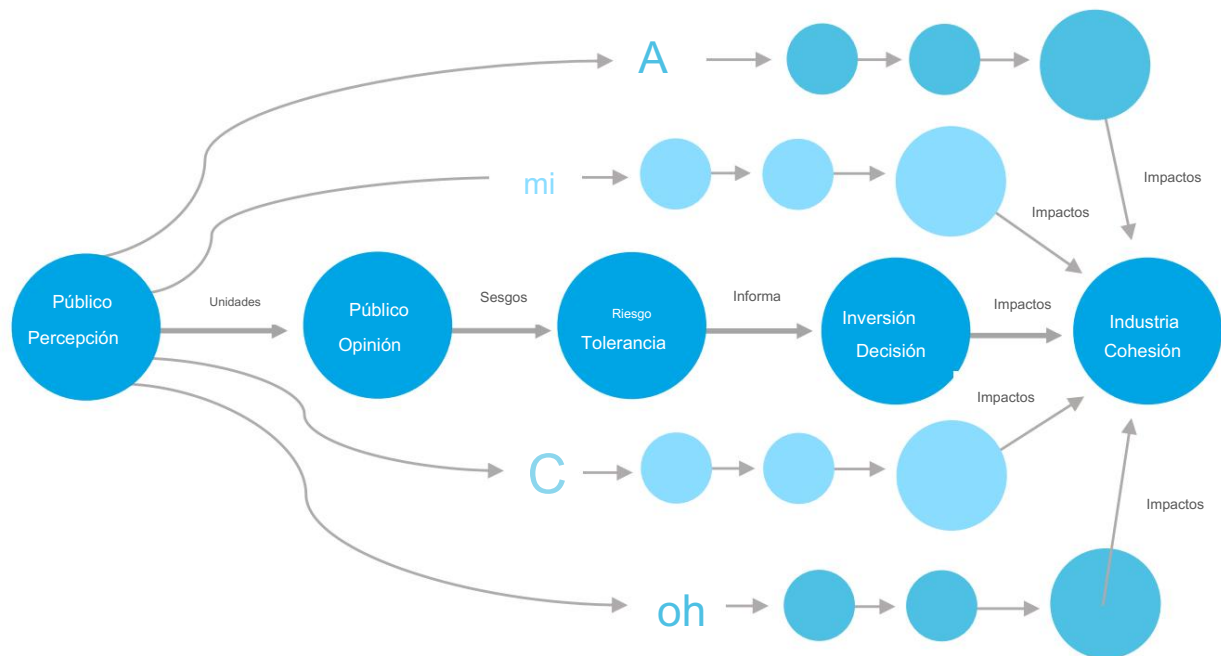 A
mi
Impactos
Impactos
Público
Percepción
Unidades
Público
Opinión
Sesgos
Riesgo
Tolerancia
Informa
Inversión
Decisión
Impactos
Industria
Cohesión
Impactos
C
Impactos
oh